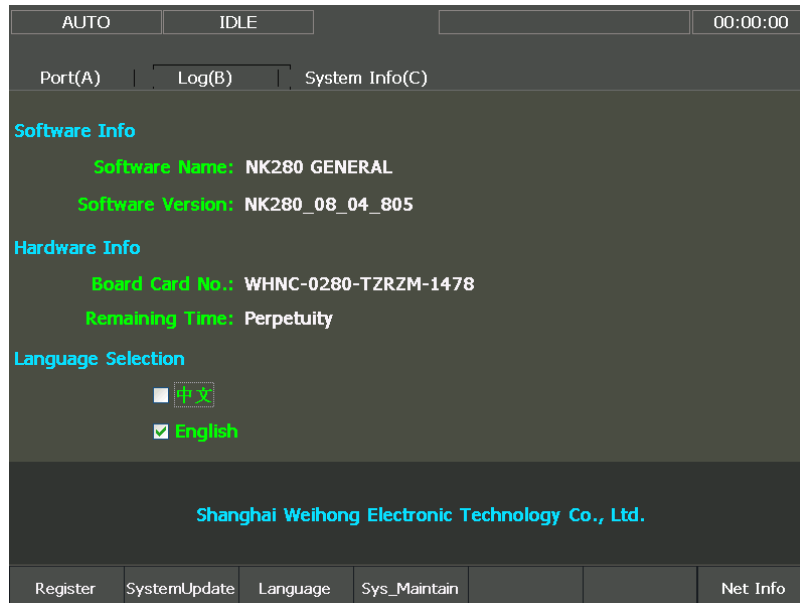 AUTO IDLE 00:00:00
Port(A) Log(B) System Info(C)
Software Info
Software Name: NK280 GENERAL
Software Version: NK280_08_04_805
Hardware Info
Board Card No.: WHNC-0280-TZRZM-1478
Remaining Time: Perpetuity
Language Selection
中文
English
Shanghai Weihong Electronic Technology Co., Ltd.
Register SystemUpdate Language Sys_Maintain Net Info